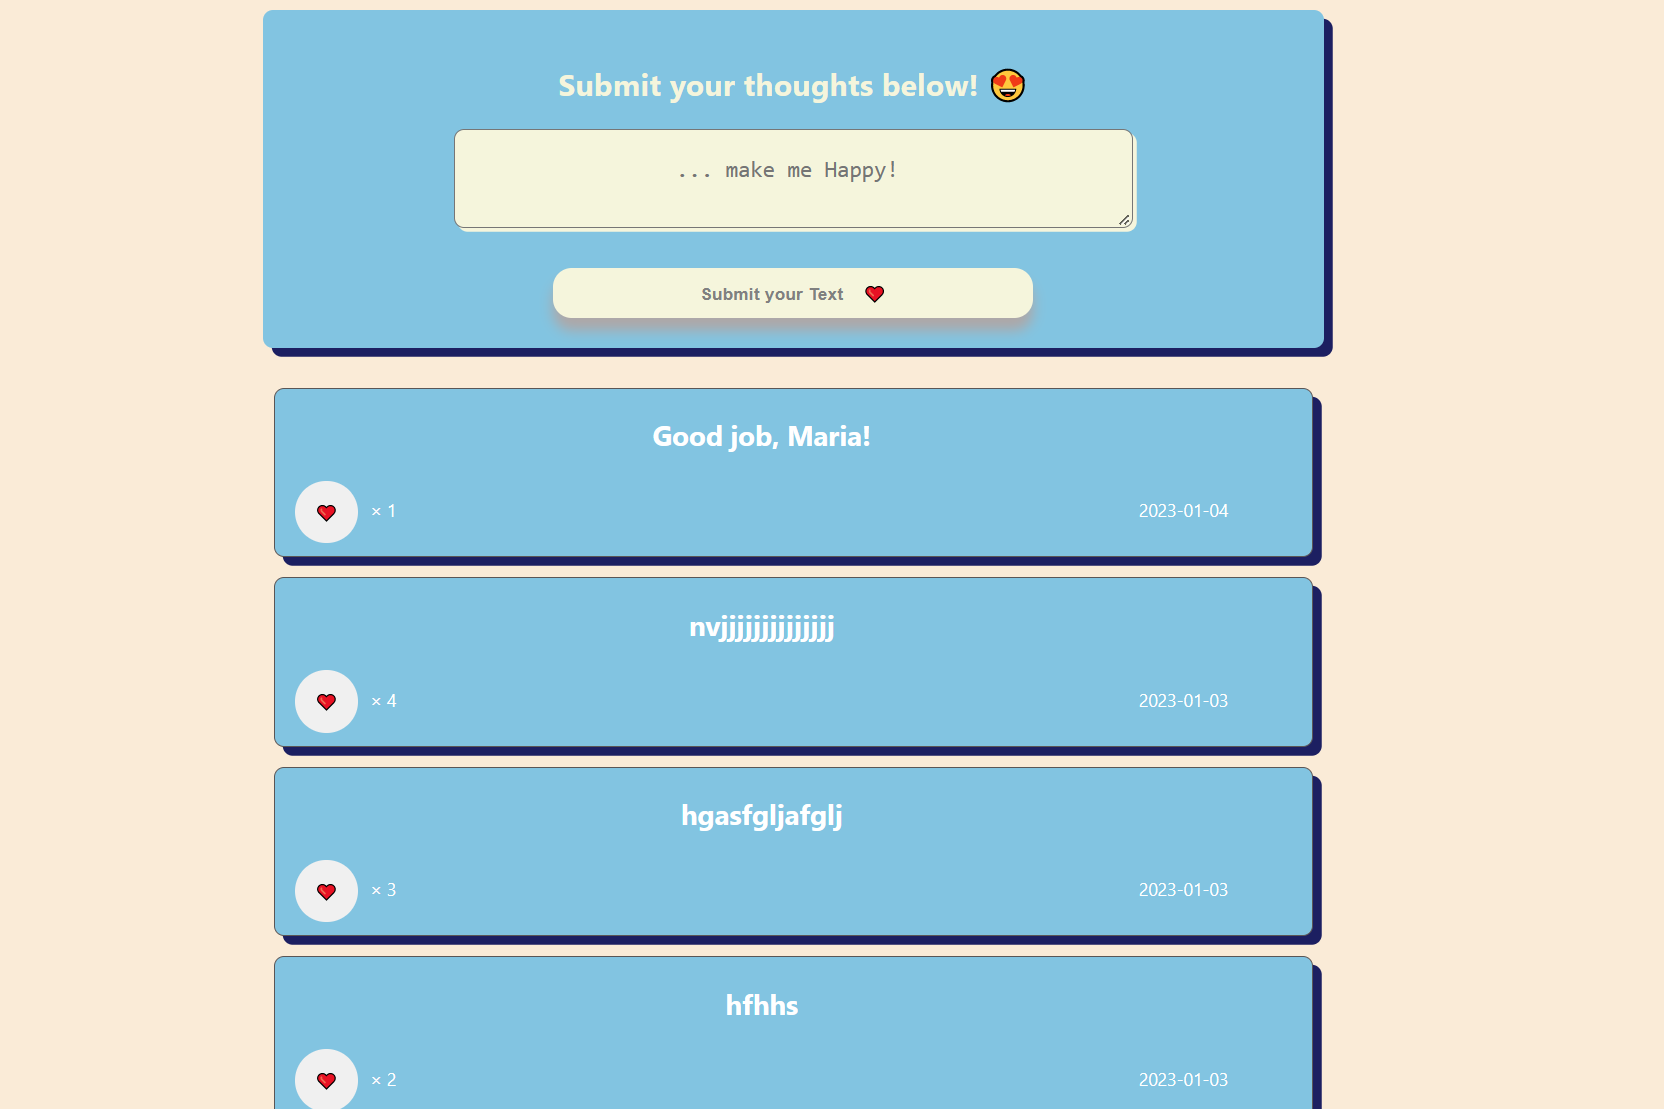 Submit your thoughts below! 😍
... make me Happy!
Submit your Text ❤️
Good job, Maria!
❤️ × 1 2023-01-04
nvjjjjjjjjjjjjjj
❤️ × 4 2023-01-03
hgasfgljafglj
❤️ × 3 2023-01-03
hfhhs
❤️ × 2 2023-01-03